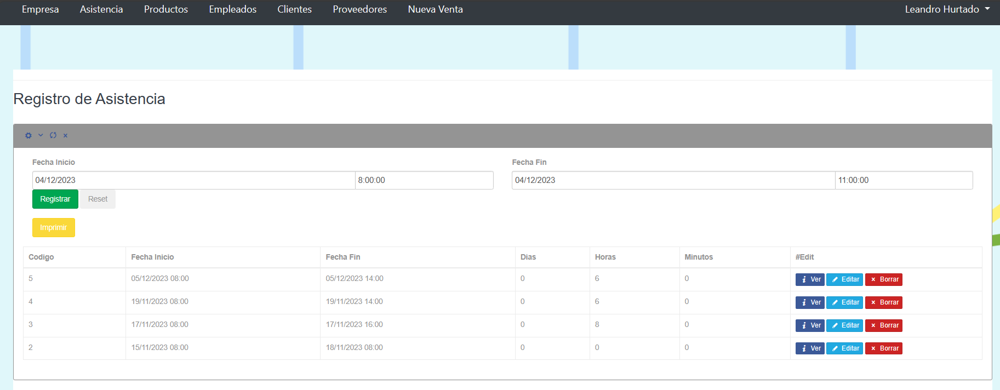 Empresa Asistencia Productos Empleados Clientes Proveedores Nueva Venta Leandro Hurtado
Registro de Asistencia
Fecha Inicio Fecha Fin
04/12/2023 8:00:00 04/12/2023 11:00:00
Registrar Reset
Imprimir
Codigo Fecha Inicio Fecha Fin Dias Horas Minutos #Edit
5 05/12/2023 08:00 05/12/2023 14:00 0 6 0 Ver Editar Borrar
4 19/11/2023 08:00 19/11/2023 14:00 0 6 0 Ver Editar Borrar
3 17/11/2023 08:00 17/11/2023 16:00 0 8 0 Ver Editar Borrar
2 15/11/2023 08:00 18/11/2023 08:00 0 0 0 Ver Editar Borrar